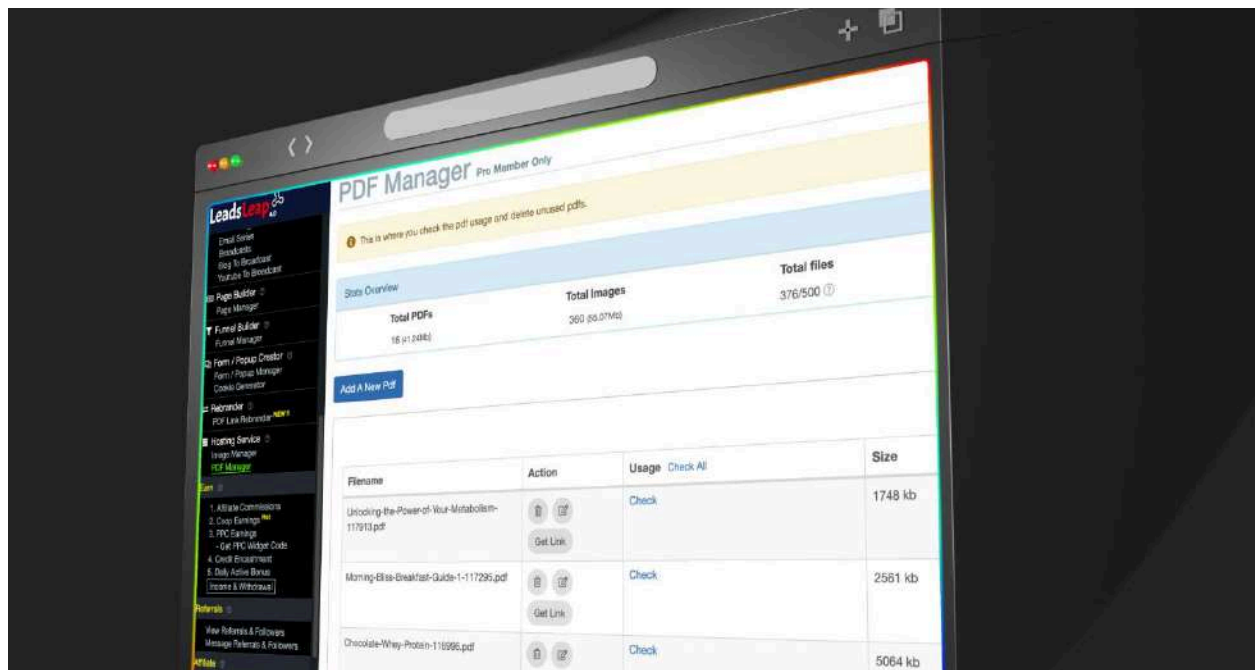 LeadsLeap 4.0
Email Series
Broadcasts
Blog To Broadcast
Youtube To Broadcast
Page Builder
Page Manager
Funnel Builder
Funnel Manager
Form / Popup Creator
Form / Popup Manager
Cookie Generator
Rebrander
PDF Link Rebrander NEW!!
Hosting Service
Image Manager
PDF Manager
Earn
1. Affiliate Commissions
2. Coop Earnings
3. PPC Earnings
- Get PPC Widget Code
4. Credit Encashment
5. Daily Active Bonus
Income & Withdrawal
Referrals
View Referrals & Followers
Message Referrals & Followers
Affiliate
PDF Manager Pro Member Only
This is where you check the pdf usage and delete unused pdfs.
Stats Overview
Total PDFs Total Images Total files
16 (41.24Mb) 360 (55.07Mb) 376/500
Add A New Pdf
Filename Action Usage Check All Size
Unlocking-the-Power-of-Your-Metabolism-
117913.pdf
Get Link
Check
1748 kb
Morning-Bliss-Breakfast-Guide-1-117295.pdf
Get Link
Check
2561 kb
Chocolate-Whey-Protein-116996.pdf
Check
5064 kb